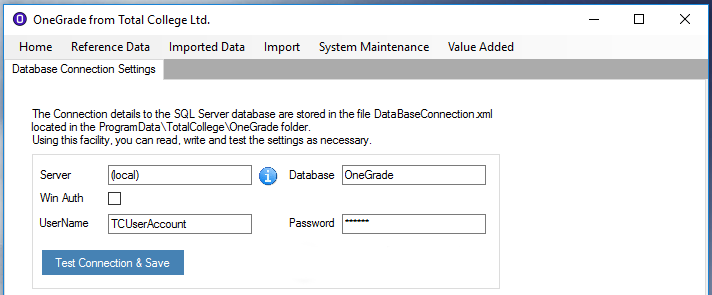 OneGrade from Total College Ltd.
Home Reference Data Imported Data Import System Maintenance Value Added
Database Connection Settings
The Connection details to the SQL Server database are stored in the file DataBaseConnection.xml
located in the ProgramData\TotalCollege\OneGrade folder.
Using this facility, you can read, write and test the settings as necessary.
Server (local) Database OneGrade
Win Auth
UserName TCUserAccount Password ******
Test Connection & Save